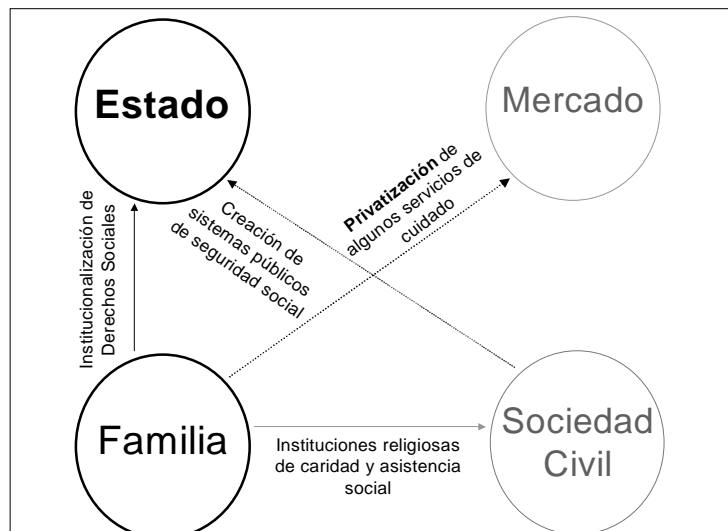 Estado
Mercado
Privatización de
algunos servicios de
cuidado
Creación de
sistemas públicos
de seguridad social
Institucionalización de
Derechos Sociales
Familia
Instituciones religiosas
de caridad y asistencia
social
Sociedad
Civil